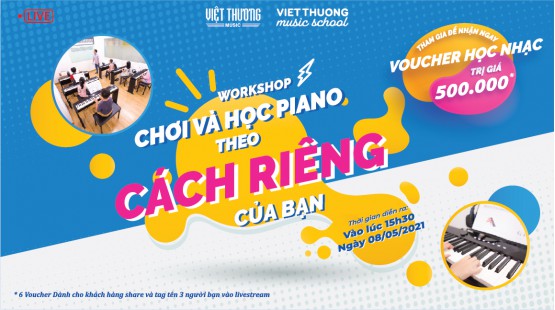 LIVE
VIỆT THƯƠNG
MUSIC
VIET THUONG
music school
THAM GIA ĐỂ NHẬN NGAY
VOUCHER HỌC NHẠC
TRỊ GIÁ
500.000*
WORKSHOP
CHƠI VÀ HỌC PIANO
THEO
CÁCH RIÊNG
CỦA BẠN
Thời gian diễn ra:
Vào lúc 15h30
Ngày 08/05/2021
* 6 Voucher Dành cho khách hàng share và tag tên 3 người bạn vào livestream